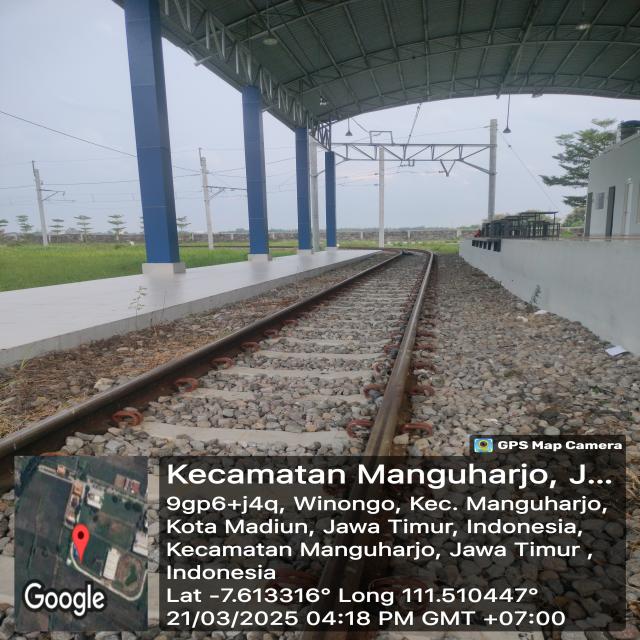 GPS Map Camera
Kecamatan Manguharjo, J...
9gp6+j4q, Winongo, Kec. Manguharjo,
Kota Madiun, Jawa Timur, Indonesia,
Kecamatan Manguharjo, Jawa Timur ,
Indonesia
Lat -7.613316° Long 111.510447°
21/03/2025 04:18 PM GMT +07:00
Google